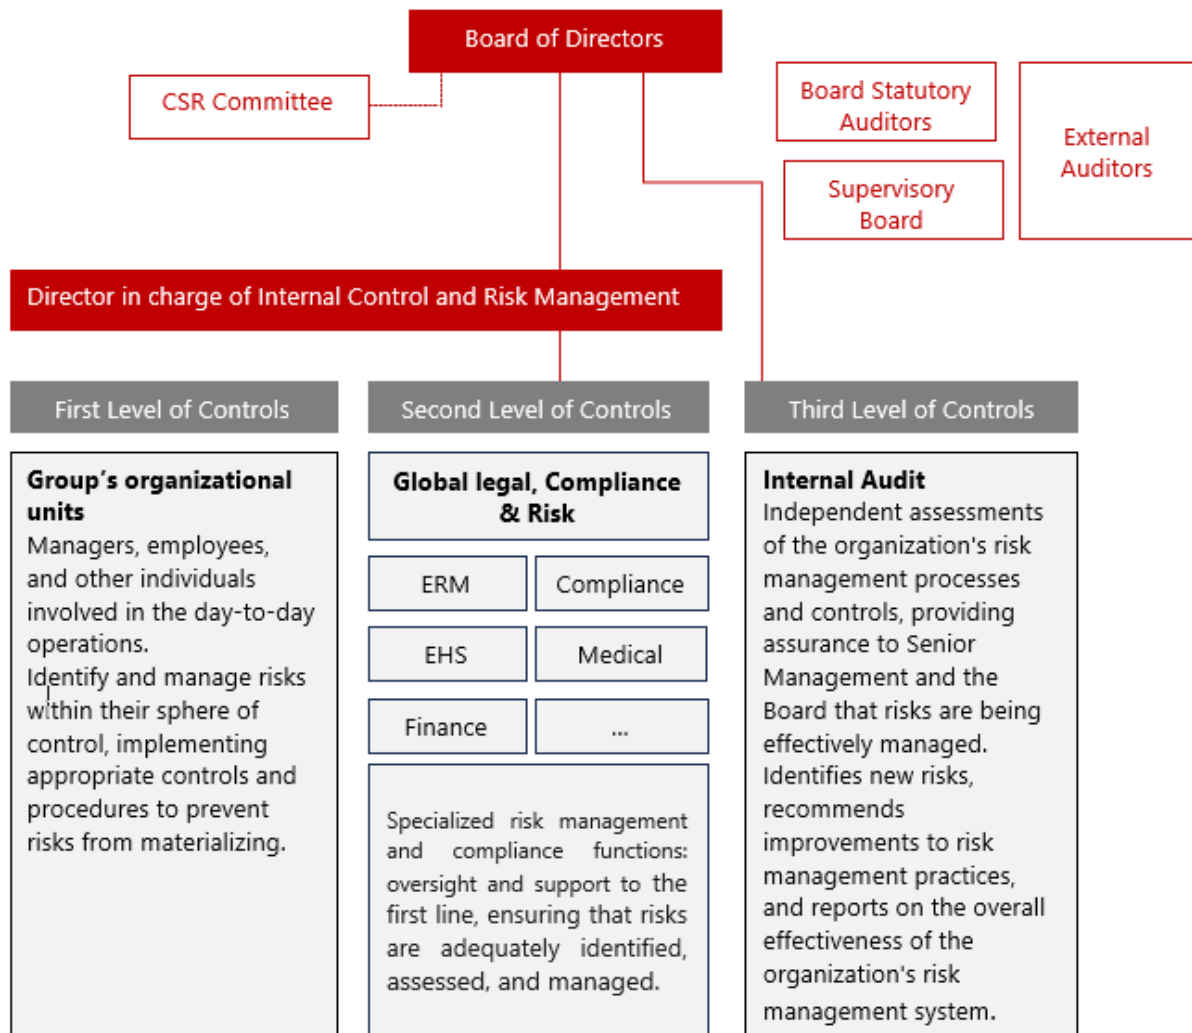 Board of Directors
CSR Committee
Board Statutory
Auditors
Supervisory
Board
External
Auditors
Director in charge of Internal Control and Risk Management
First Level of Controls
Group's organizational
units
Managers, employees,
and other individuals
involved in the day-to-day
operations.
Identify and manage risks
within their sphere of
control, implementing
appropriate controls and
procedures to prevent
risks from materializing.
Second Level of Controls
Global legal, Compliance
& Risk
ERM
Compliance
EHS
Medical
Finance
...
Specialized risk management
and compliance functions:
oversight and support to the
first line, ensuring that risks
are adequately identified,
assessed, and managed.
Third Level of Controls
Internal Audit
Independent assessments
of the organization's risk
management processes
and controls, providing
assurance to Senior
Management and the
Board that risks are being
effectively managed.
Identifies new risks,
recommends
improvements to risk
management practices,
and reports on the overall
effectiveness of the
organization's risk
management system.